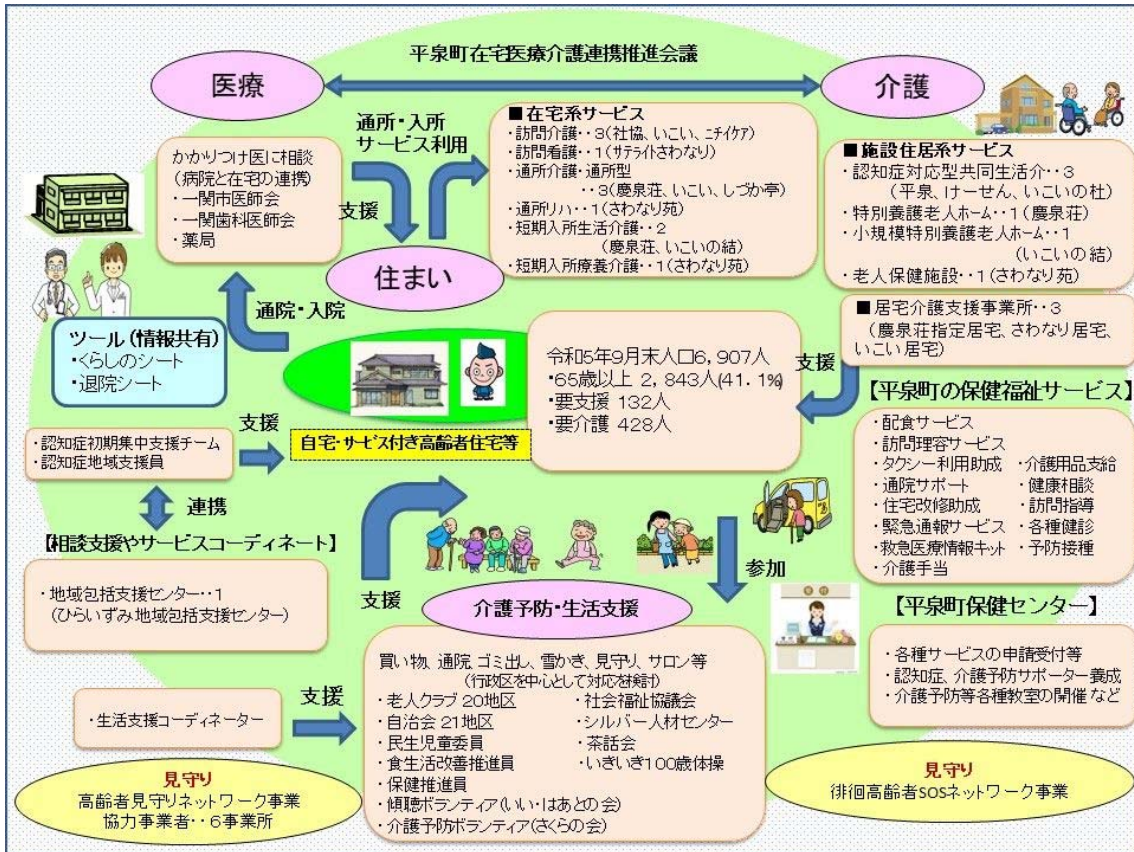 平泉町在宅医療介護連携推進会議
医療
介護
通所・入所
サービス利用
支援
かかりつけ医に相談
(病院と在宅の連携)
・一関市医師会
・一関歯科医師会
・薬局
■在宅系サービス
・訪問介護・・3(社協、いこい、ニチイケア)
・訪問看護・・1(サテライトさわなり)
・通所介護・通所型
・・3(慶泉荘、いこい、しづか亭)
・通所リハ・・1(さわなり苑)
・短期入所生活介護・・2
(慶泉荘、いこいの結)
・短期入所療養介護・・1(さわなり苑)
■施設住居系サービス
・認知症対応型共同生活介・・3
(平泉、けーせん、いこいの杜)
・特別養護老人ホーム・・1(慶泉荘)
・小規模特別養護老人ホーム・・1
(いこいの結)
・老人保健施設・・1(さわなり苑)
住まい
通院・入院
ツール(情報共有)
・くらしのシート
・退院シート
■居宅介護支援事業所・・3
(慶泉荘指定居宅、さわなり居宅、
いこい居宅)
支援
令和5年9月末人口6,907人
・65歳以上 2,843人(41.1%)
・要支援 132人
・要介護 428人
自宅・サービス付き高齢者住宅等
支援
・認知症初期集中支援チーム
・認知症地域支援員
連携
【平泉町の保健福祉サービス】
・配食サービス
・訪問理容サービス
・タクシー利用助成 ・介護用品支給
・通院サポート ・健康相談
・住宅改修助成 ・訪問指導
・緊急通報サービス ・各種健診
・救急医療情報キット ・予防接種
・介護手当
【相談支援やサービスコーディネート】
・地域包括支援センター・・1
(ひらいずみ地域包括支援センター)
支援
参加
受付
介護予防・生活支援
買い物、通院、ゴミ出し、雪かき、見守り、サロン等
(行政区を中心として対応を検討)
・老人クラブ 20地区 ・社会福祉協議会
・自治会 21地区 ・シルバー人材センター
・民生児童委員 ・茶話会
・食生活改善推進員 ・いきいき100歳体操
・保健推進員
・傾聴ボランティア(いい・はあとの会)
・介護予防ボランティア(さくらの会)
【平泉町保健センター】
・各種サービスの申請受付等
・認知症、介護予防サポーター養成
・介護予防等各種教室の開催 など
・生活支援コーディネーター
支援
見守り
高齢者見守りネットワーク事業
協力事業者・・6事業所
見守り
徘徊高齢者SOSネットワーク事業